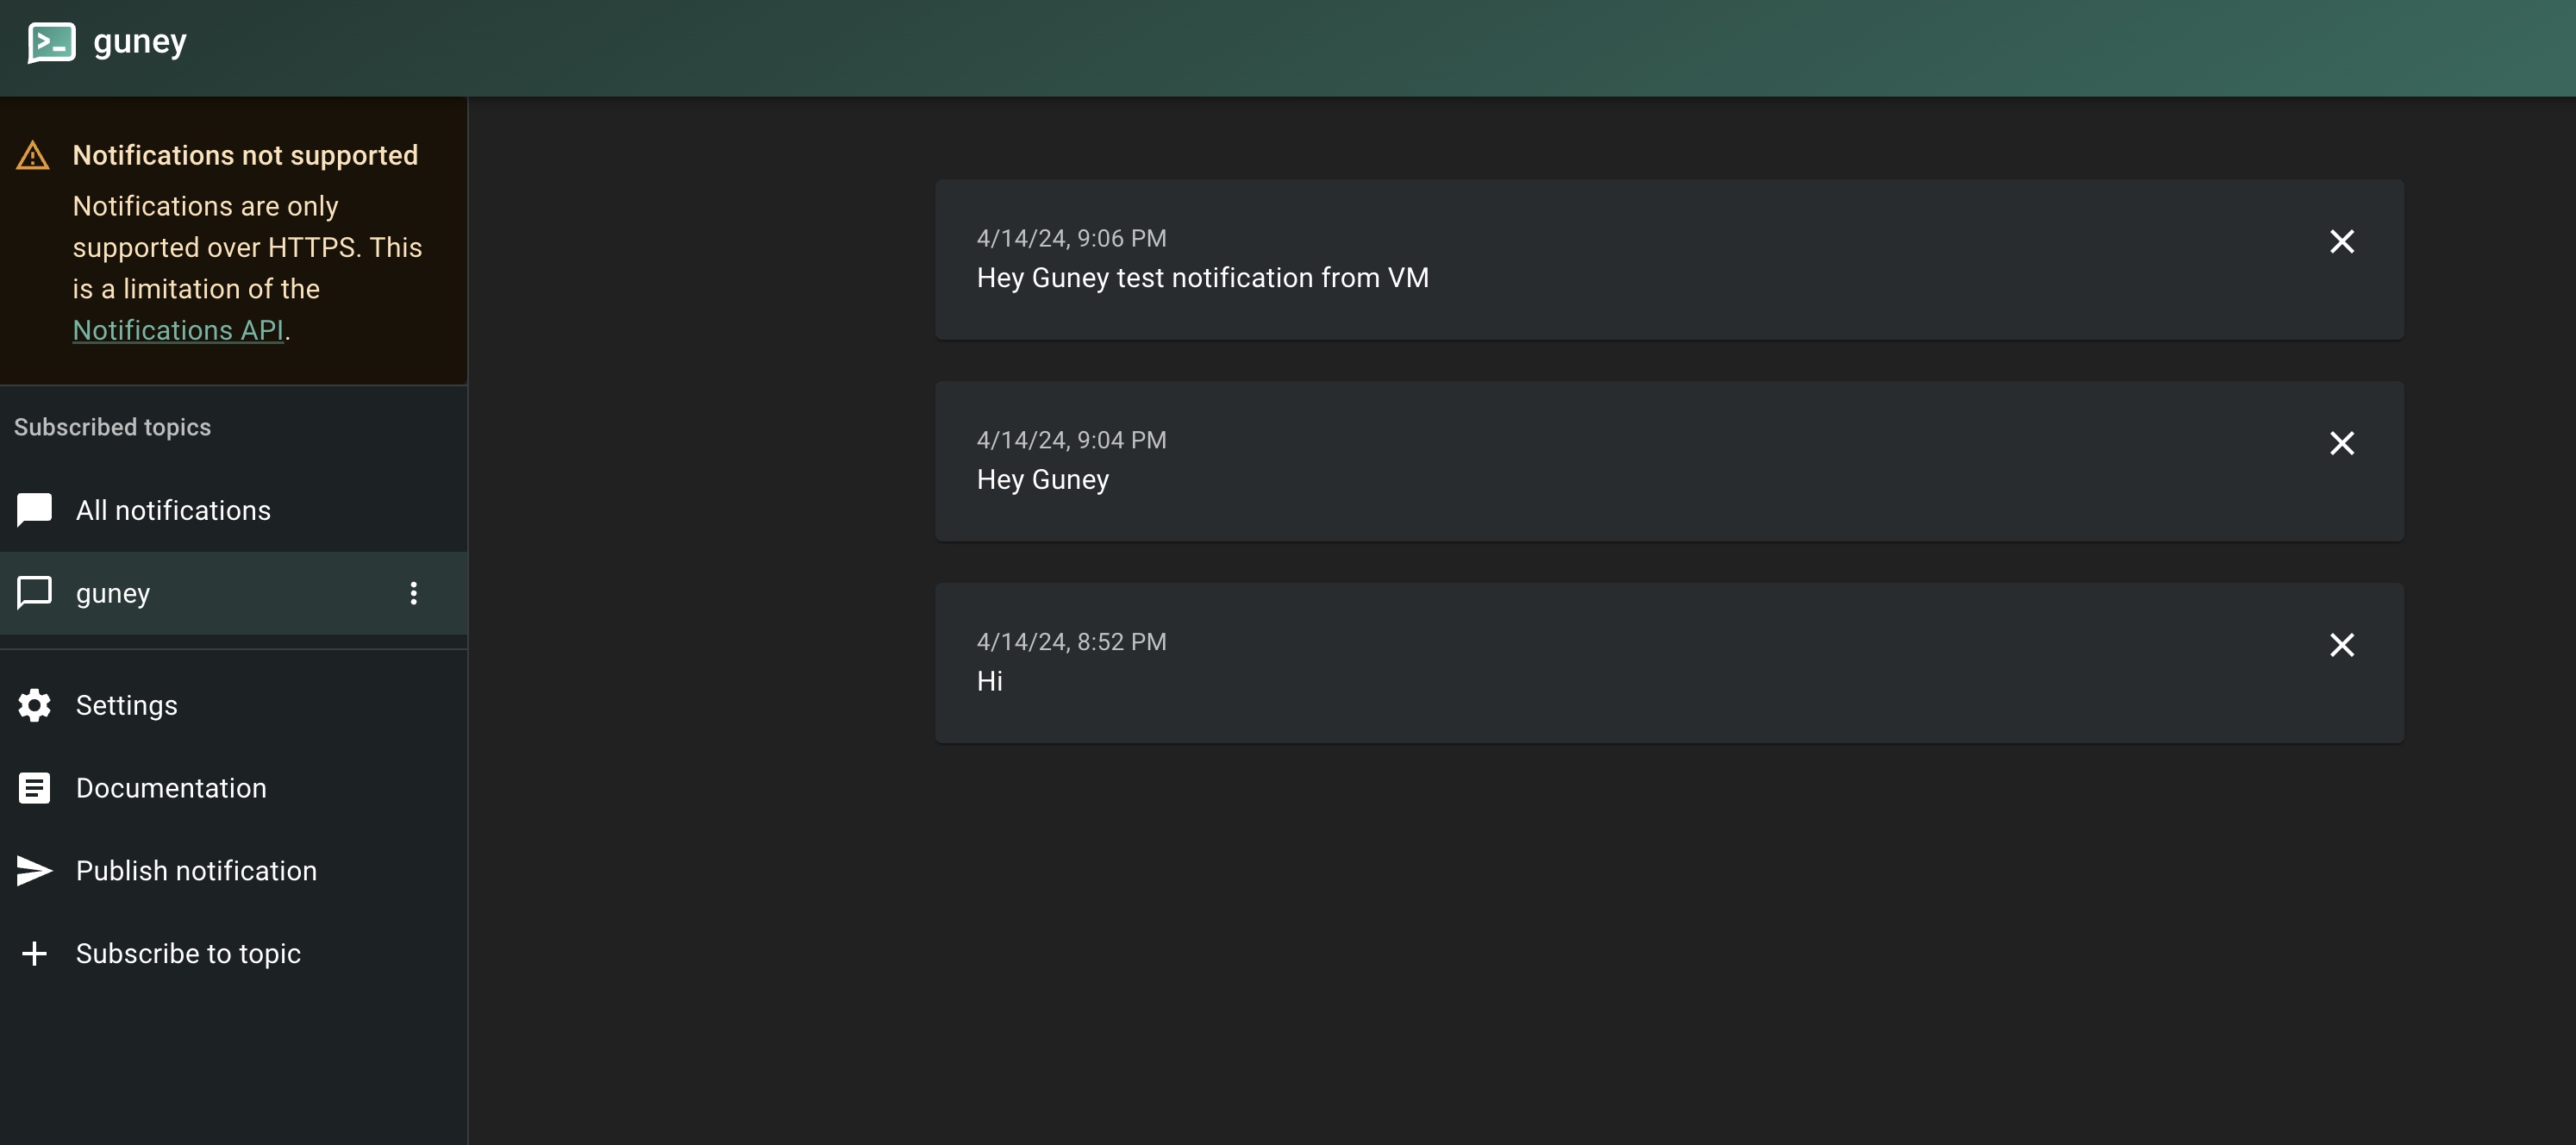 guney
Notifications not supported
Notifications are only
supported over HTTPS. This
is a limitation of the
Notifications API.
Subscribed topics
All notifications
guney
Settings
Documentation
Publish notification
Subscribe to topic
4/14/24, 9:06 PM
Hey Guney test notification from VM
4/14/24, 9:04 PM
Hey Guney
4/14/24, 8:52 PM
Hi